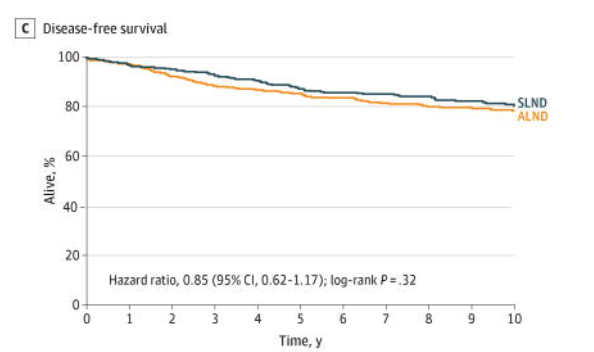 C Disease-free survival
100
80
60
40
20
0
Alive, %
SLND
ALND
Hazard ratio, 0.85 (95% CI, 0.62-1.17); log-rank P = .32
0 1 2 3 4 5 6 7 8 9 10
Time, y